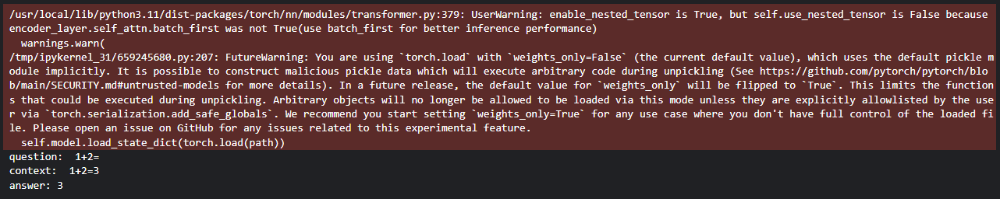 /usr/local/lib/python3.11/dist-packages/torch/nn/modules/transformer.py:379: UserWarning: enable_nested_tensor is True, but self.use_nested_tensor is False because
encoder_layer.self_attn.batch_first was not True(use batch_first for better inference performance)
  warnings.warn(
/tmp/ipykernel_31/659245680.py:207: FutureWarning: You are using `torch.load` with `weights_only=False` (the current default value), which uses the default pickle m
odule implicitly. It is possible to construct malicious pickle data which will execute arbitrary code during unpickling (See https://github.com/pytorch/pytorch/blo
b/main/SECURITY.md#untrusted-models for more details). In a future release, the default value for `weights_only` will be flipped to `True`. This limits the function
s that could be executed during unpickling. Arbitrary objects will no longer be allowed to be loaded via this mode unless they are explicitly allowlisted by the use
r via `torch.serialization.add_safe_globals`. We recommend you start setting `weights_only=True` for any use case where you don't have full control of the loaded fi
le. Please open an issue on GitHub for any issues related to this experimental feature.
  self.model.load_state_dict(torch.load(path))
question:  1+2=
context:  1+2=3
answer: 3